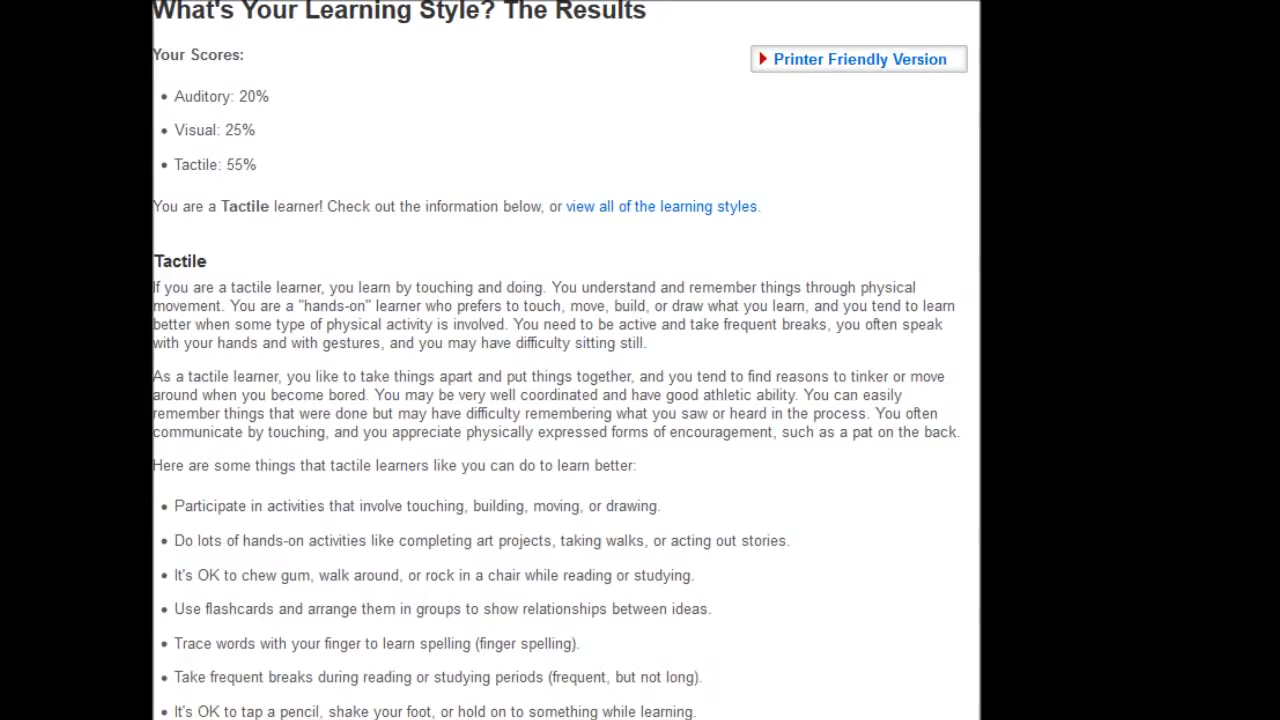 What's Your Learning Style? The Results
Your Scores:
Printer Friendly Version
• Auditory: 20%
• Visual: 25%
• Tactile: 55%
You are a Tactile learner! Check out the information below, or view all of the learning styles.
Tactile
If you are a tactile learner, you learn by touching and doing. You understand and remember things through physical
movement. You are a "hands-on" learner who prefers to touch, move, build, or draw what you learn, and you tend to learn
better when some type of physical activity is involved. You need to be active and take frequent breaks, you often speak
with your hands and with gestures, and you may have difficulty sitting still.
As a tactile learner, you like to take things apart and put things together, and you tend to find reasons to tinker or move
around when you become bored. You may be very well coordinated and have good athletic ability. You can easily
remember things that were done but may have difficulty remembering what you saw or heard in the process. You often
communicate by touching, and you appreciate physically expressed forms of encouragement, such as a pat on the back.
Here are some things that tactile learners like you can do to learn better:
• Participate in activities that involve touching, building, moving, or drawing.
• Do lots of hands-on activities like completing art projects, taking walks, or acting out stories.
• It's OK to chew gum, walk around, or rock in a chair while reading or studying.
• Use flashcards and arrange them in groups to show relationships between ideas.
• Trace words with your finger to learn spelling (finger spelling).
• Take frequent breaks during reading or studying periods (frequent, but not long).
• It's OK to tap a pencil, shake your foot, or hold on to something while learning.